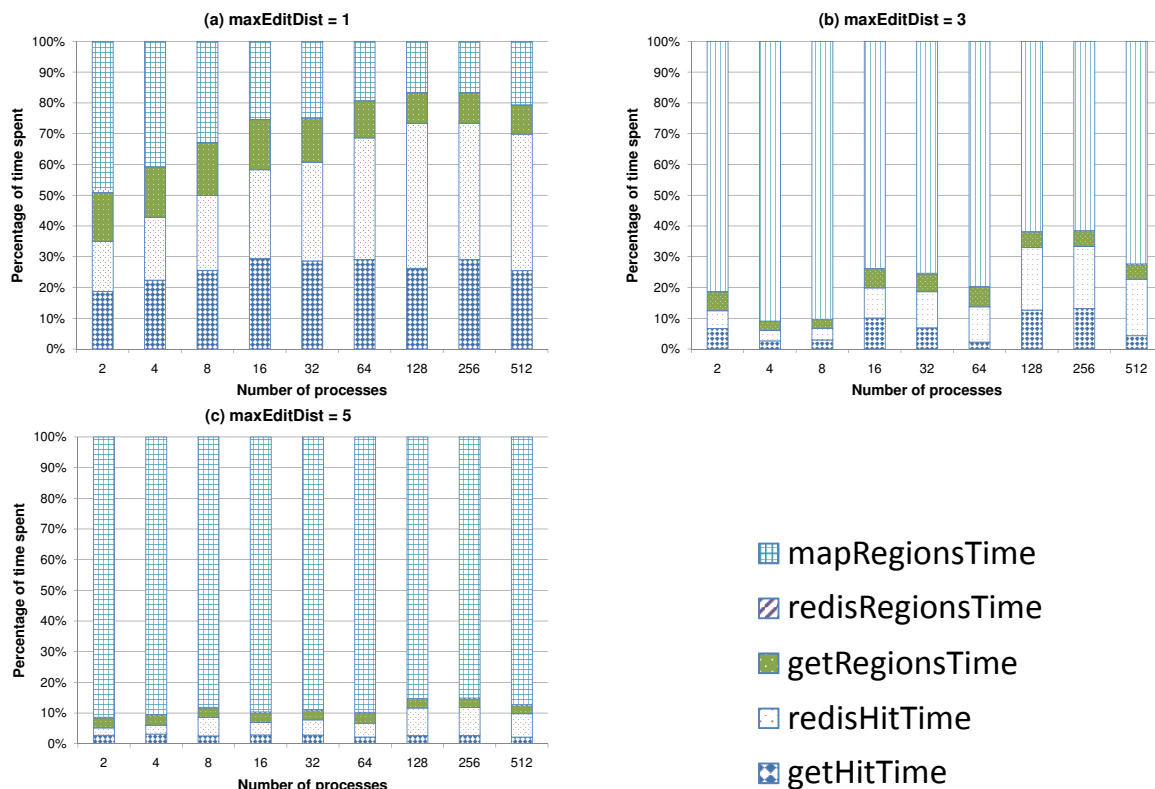 (a) maxEditDist = 1
100%
90%
80%
70%
60%
50%
40%
30%
20%
10%
0%
Percentage of time spent
2 4 8 16 32 64 128 256 512
Number of processes
(b) maxEditDist = 3
100%
90%
80%
70%
60%
50%
40%
30%
20%
10%
0%
Percentage of time spent
2 4 8 16 32 64 128 256 512
Number of processes
(c) maxEditDist = 5
100%
90%
80%
70%
60%
50%
40%
30%
20%
10%
0%
Percentage of time spent
2 4 8 16 32 64 128 256 512
Number of processes
mapRegionsTime
redisRegionsTime
getRegionsTime
redisHitTime
getHitTime